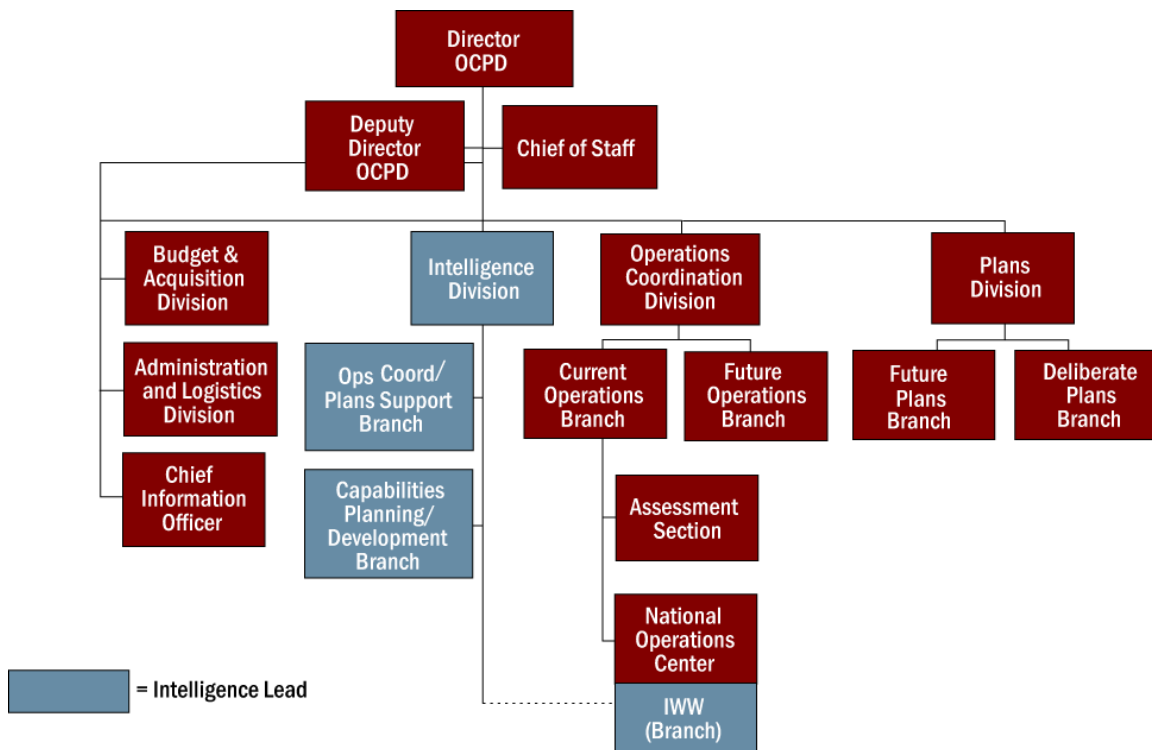 Director
OCPD
Deputy
Director
OCPD
Chief of Staff
Budget &
Acquisition
Division
Intelligence
Division
Operations
Coordination
Division
Plans
Division
Administration
and Logistics
Division
Ops Coord/
Plans Support
Branch
Current
Operations
Branch
Future
Operations
Branch
Future
Plans
Branch
Deliberate
Plans
Branch
Chief
Information
Officer
Capabilities
Planning/
Development
Branch
Assessment
Section
National
Operations
Center
IWW
(Branch)
= Intelligence Lead